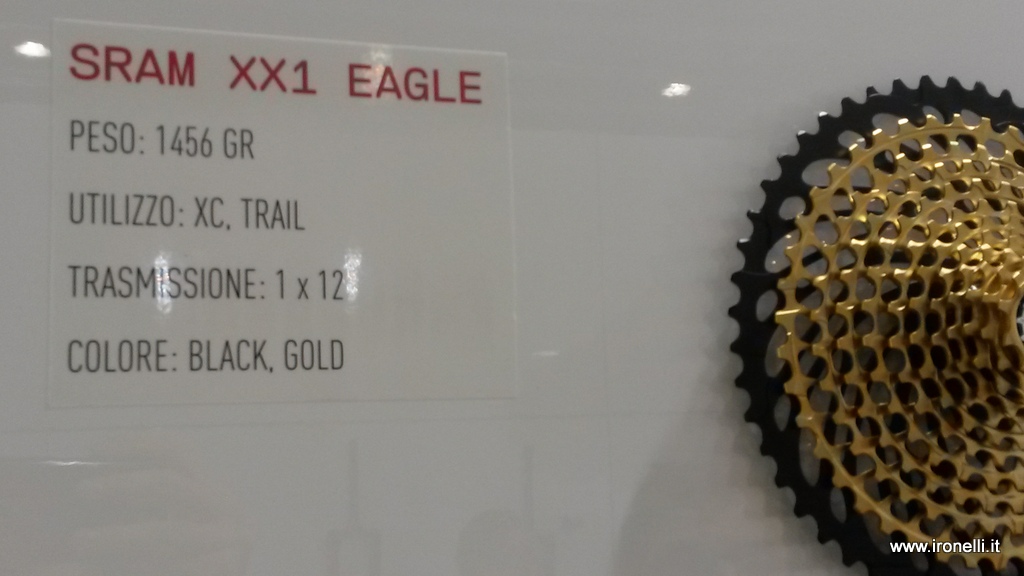 SRAM XX1 EAGLE
PESO: 1456 GR
UTILIZZO: XC, TRAIL
TRASMISSIONE: 1 x 12
COLORE: BLACK, GOLD
www.ironelli.it